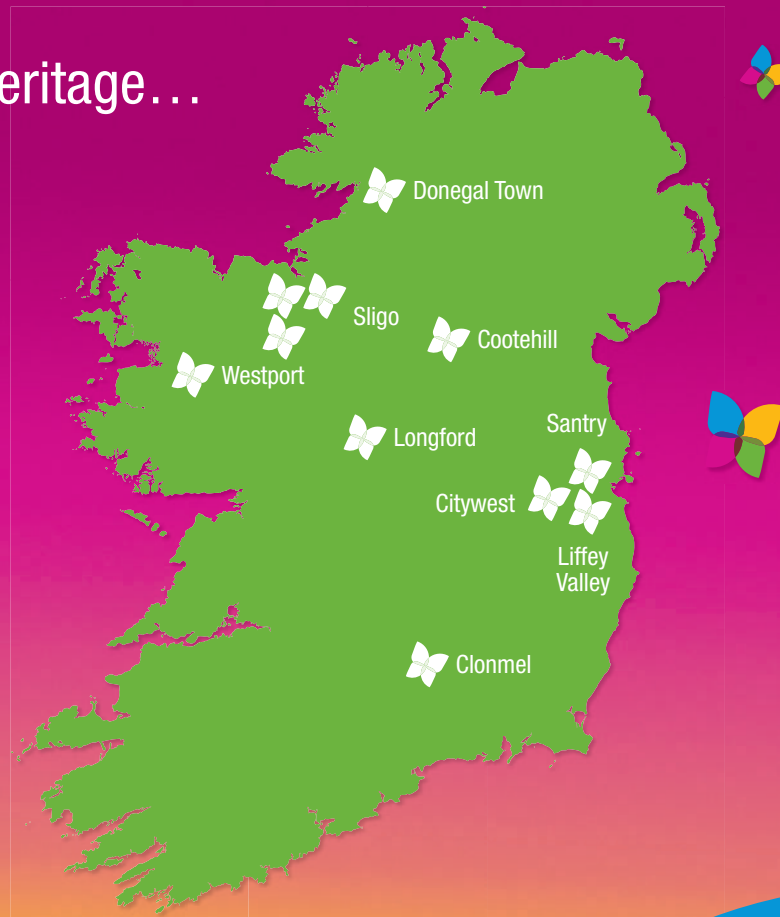 eritage…
Donegal Town
Sligo
Cootehill
Westport
Santry
Longford
Citywest
Liffey
Valley
Clonmel